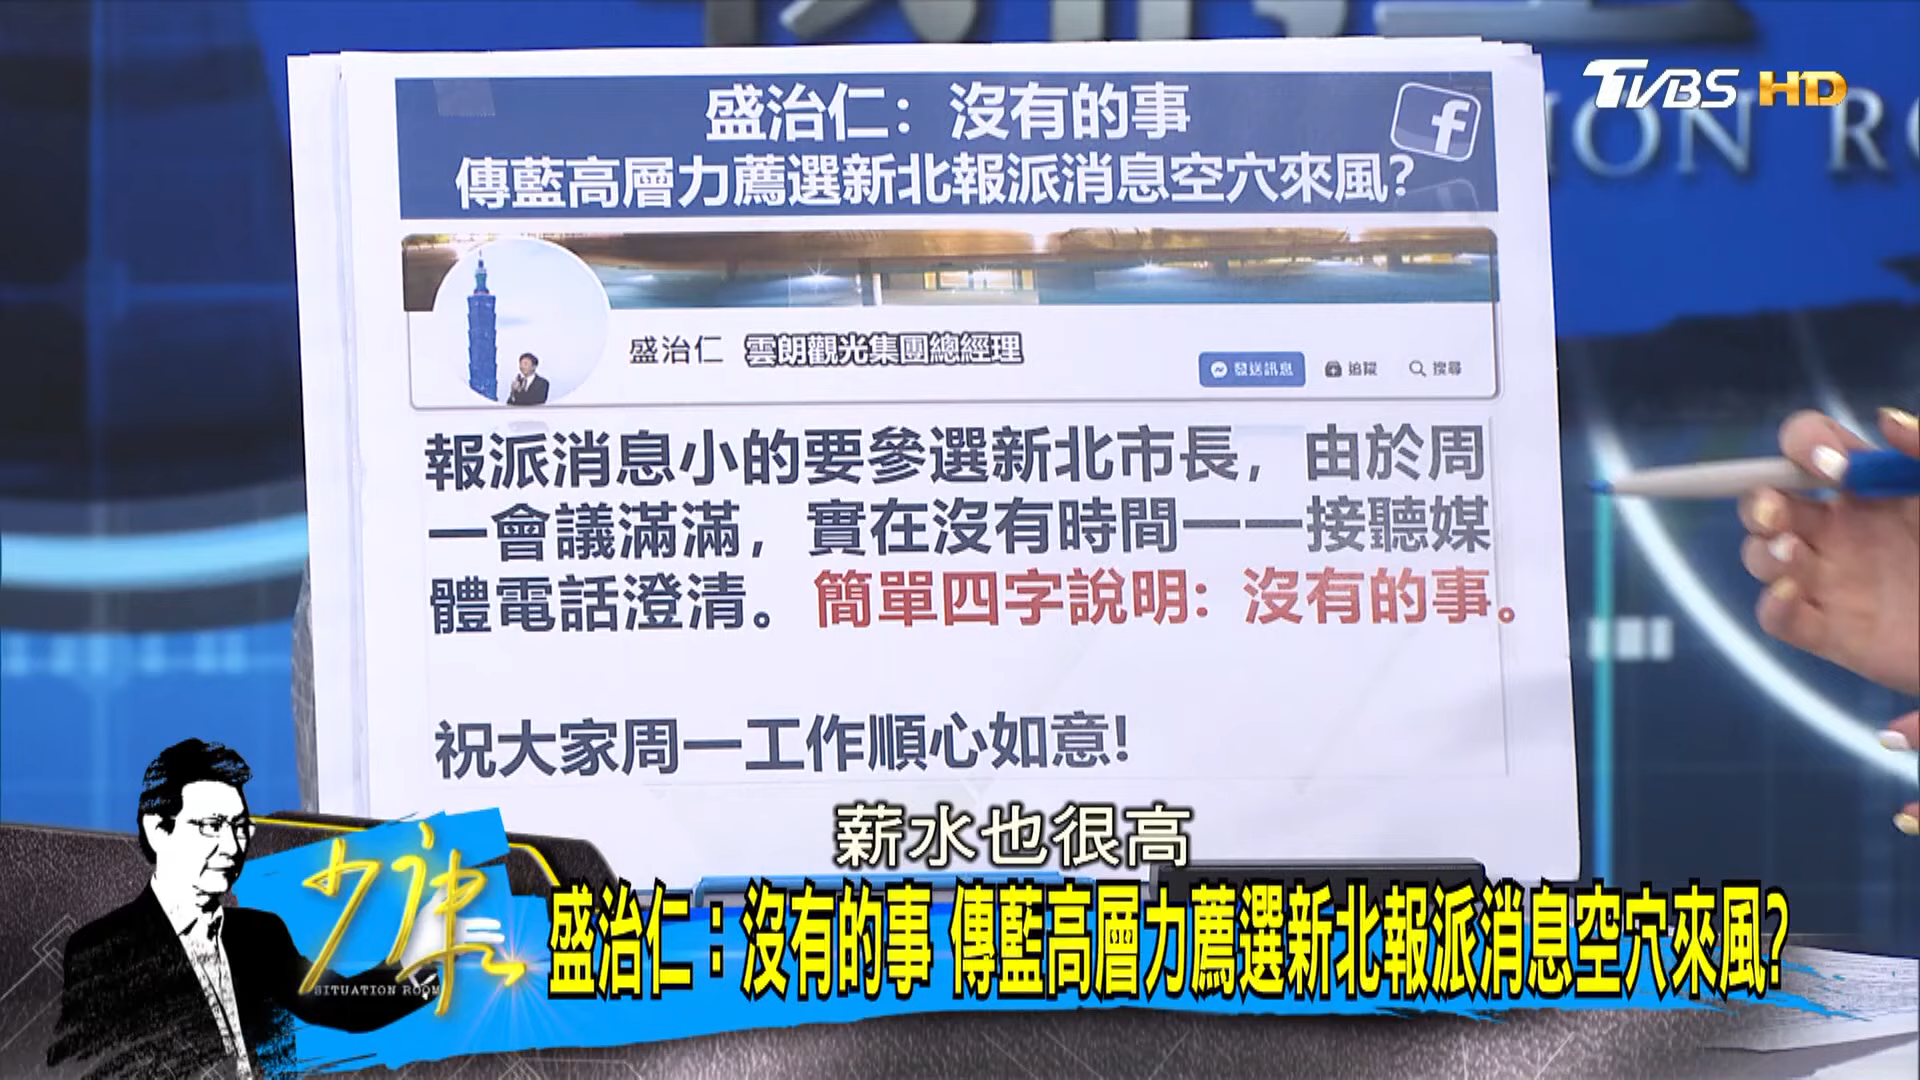 TVBS HD
盛治仁：沒有的事
傳藍高層力薦選新北報派消息空穴來風?
盛治仁 雲朗觀光集團總經理
發送訊息 追蹤 搜尋
報派消息小的要參選新北市長，由於周
一會議滿滿，實在沒有時間一一接聽媒
體電話澄清。簡單四字說明：沒有的事。
祝大家周一工作順心如意!
薪水也很高
少康
SITUATION ROOM
盛治仁：沒有的事 傳藍高層力薦選新北報派消息空穴來風?